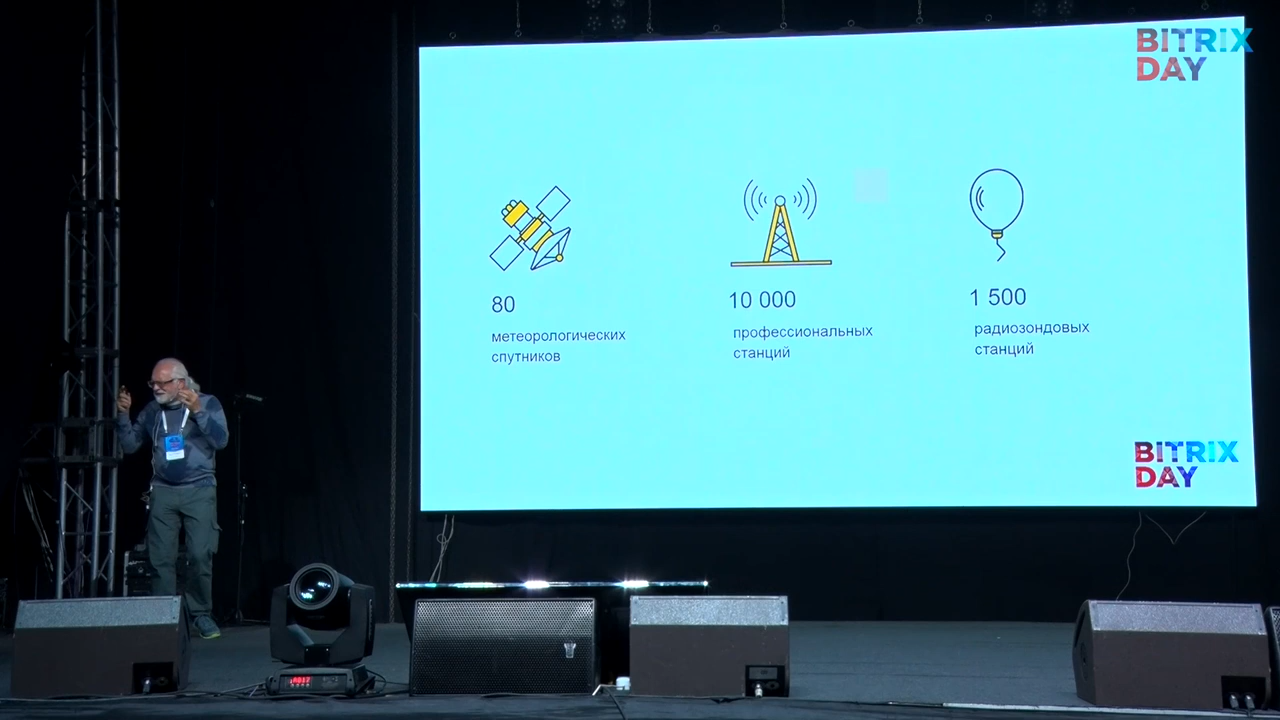 BITRIX
DAY
80
метеорологических
спутников
10 000
профессиональных
станций
1 500
радиозондовых
станций
BITRIX
DAY